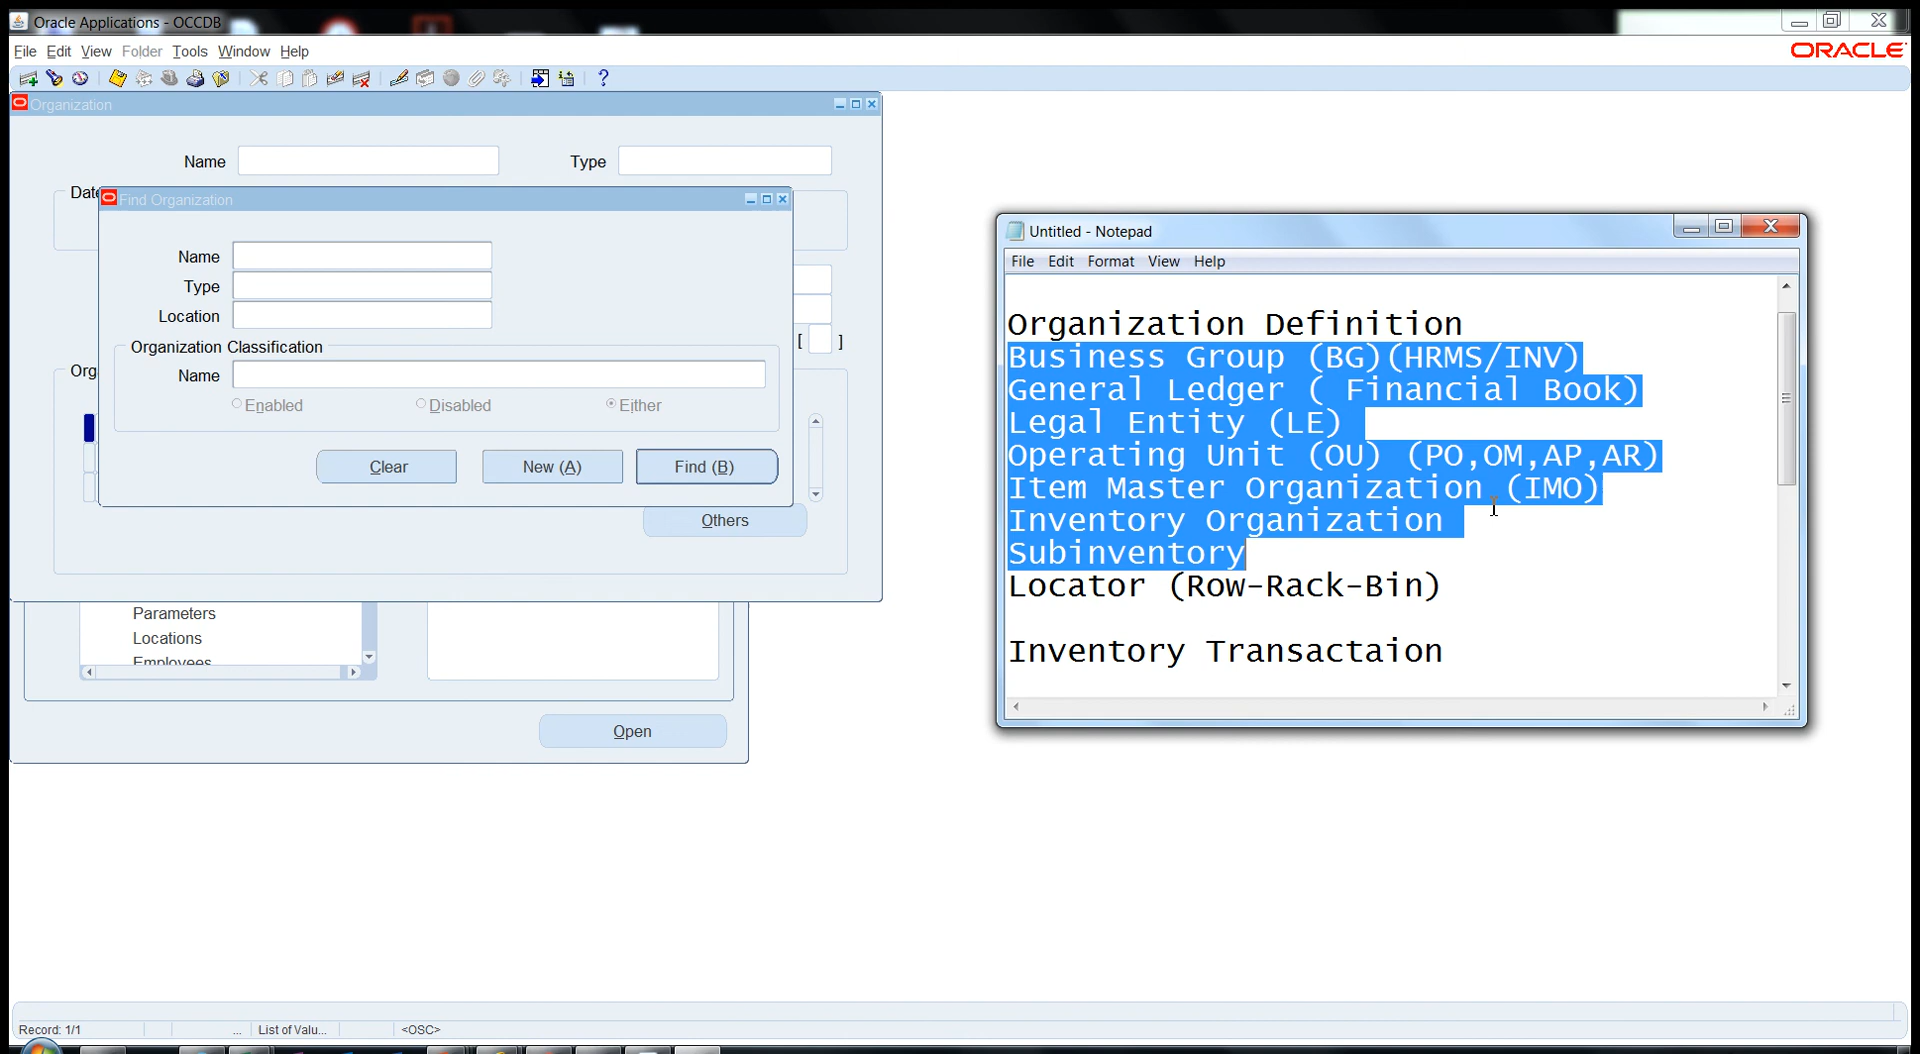 Oracle Applications - OCCDB
File Edit View Folder Tools Window Help
ORACLE
Organization
Name
Type
Find Organization
Name
Type
Location
Organization Classification
Name
Enabled
Disabled
Either
[ ]
Clear
New (A)
Find (B)
Others
Parameters
Locations
Employees
Open
Untitled - Notepad
File Edit Format View Help
Organization Definition
Business Group (BG)(HRMS/INV)
General Ledger ( Financial Book)
Legal Entity (LE)
Operating Unit (OU) (PO,OM,AP,AR)
Item Master Organization (IMO)
Inventory Organization
Subinventory
Locator (Row-Rack-Bin)
Inventory Transactaion
Record: 1/1
...
List of Valu...
<OSC>